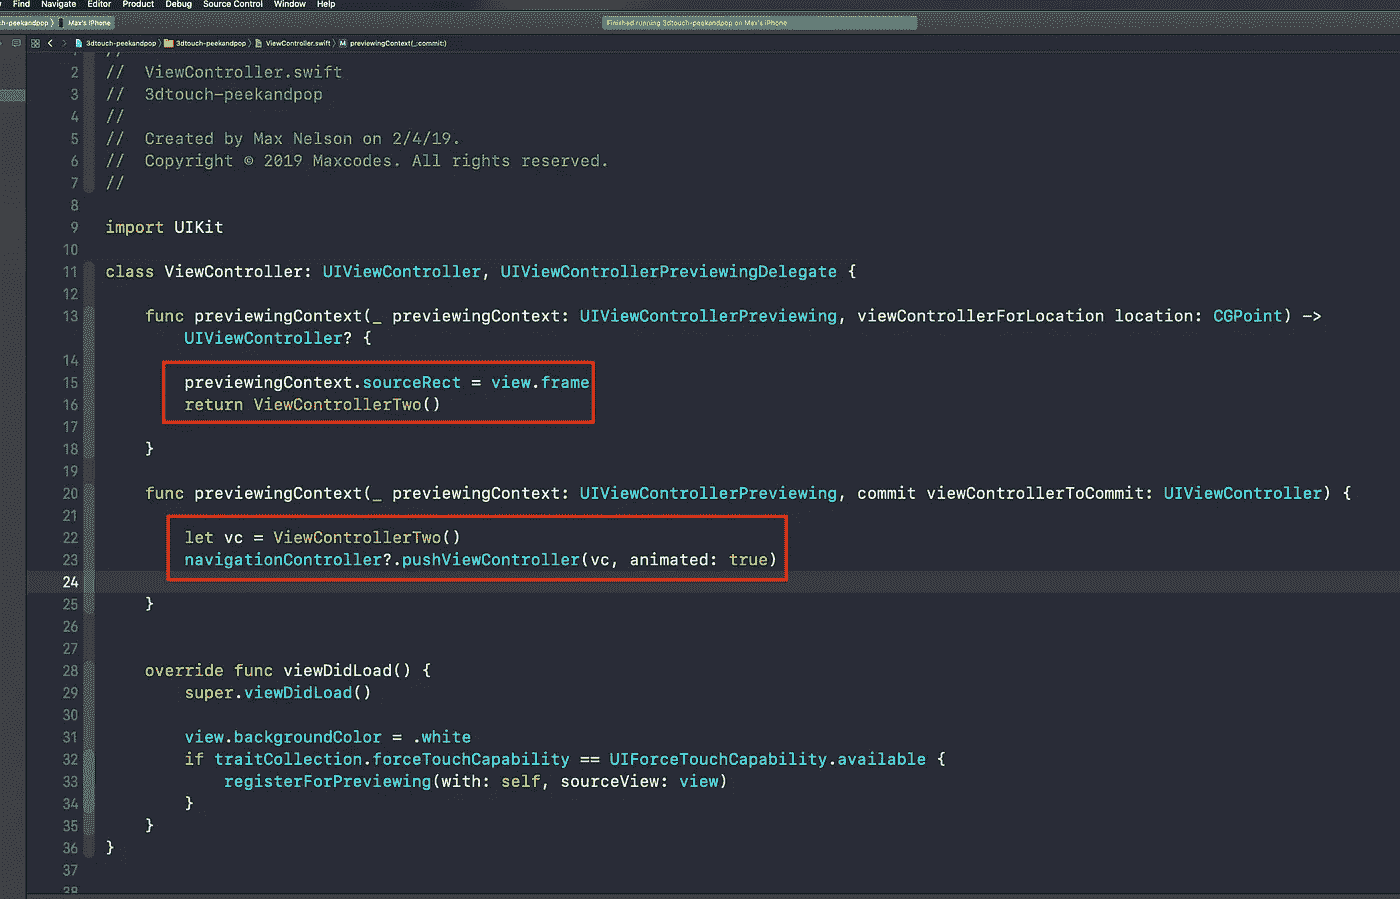 Find Navigate Editor Product Debug Source Control Window Help
ch-peekandpop 〉 Max's iPhone
Finished running 3dtouch-peekandpop on Max's iPhone
3dtouch-peekandpop 〉 3dtouch-peekandpop 〉 ViewController.swift 〉 M previewingContext(_:commit:)
2 // ViewController.swift
3 // 3dtouch-peekandpop
4 //
5 // Created by Max Nelson on 2/4/19.
6 // Copyright © 2019 Maxcodes. All rights reserved.
7 //
8
9 import UIKit
10
11 class ViewController: UIViewController, UIViewControllerPreviewingDelegate {
12
13 func previewingContext(_ previewingContext: UIViewControllerPreviewing, viewControllerForLocation location: CGPoint) ->
UIViewController? {
14
15 previewingContext.sourceRect = view.frame
16 return ViewControllerTwo()
17
18 }
19
20 func previewingContext(_ previewingContext: UIViewControllerPreviewing, commit viewControllerToCommit: UIViewController) {
21
22 let vc = ViewControllerTwo()
23 navigationController?.pushViewController(vc, animated: true)
24
25 }
26
27
28 override func viewDidLoad() {
29 super.viewDidLoad()
30
31 view.backgroundColor = .white
32 if traitCollection.forceTouchCapability == UIForceTouchCapability.available {
33 registerForPreviewing(with: self, sourceView: view)
34 }
35 }
36 }
37
38